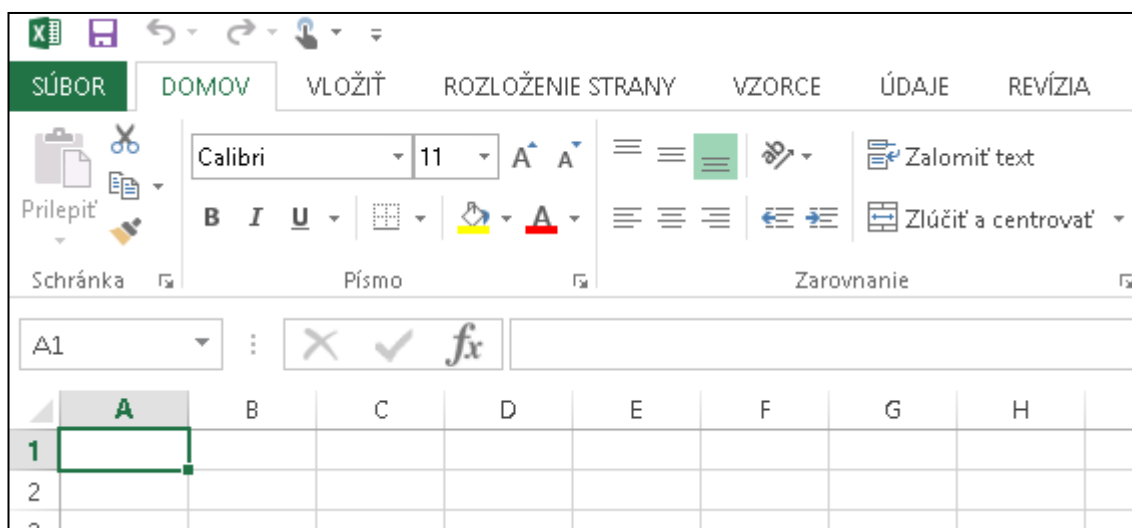 SÚBOR DOMOV VLOŽIŤ ROZLOŽENIE STRANY VZORCE ÚDAJE REVÍZIA
Calibri 11 A A Zalomiť text
Prilepiť B I U A Zlúčiť a centrovať
Schránka Písmo Zarovnanie
A1 fx
A B C D E F G H
1
2